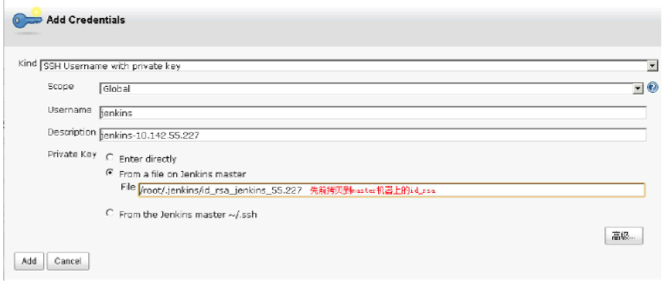 Add Credentials
Kind SSH Username with private key
Scope Global
Username jenkins
Description jenkins-10.142.55.227
Private Key Enter directly
From a file on Jenkins master
File /root/.jenkins/id_rsa_jenkins_55.227 先前拷贝到master机器上的id_rsa
From the Jenkins master ~/.ssh
高级...
Add Cancel